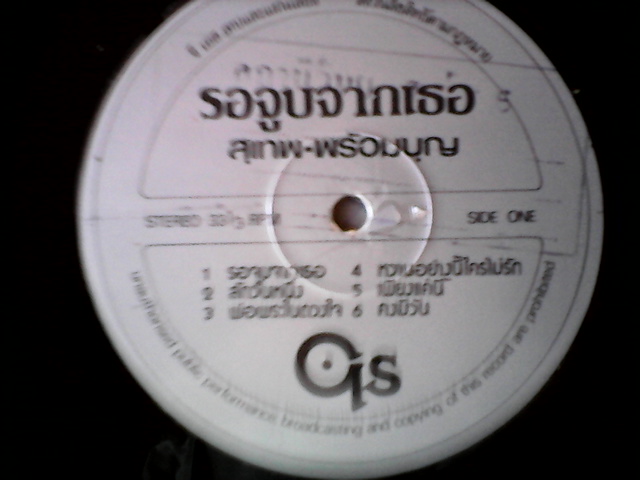 รอจูบจากเธอ
สุเทพ-พร้อมบุญ
STEREO 33 1/3 RPM
SIDE ONE
1 รอจูบจากเธอ
2 สักวันหนึ่ง
3 พ่อพระในดวงใจ
4 หวานอย่างนี้ใครไม่รัก
5 เพียงแค่นี้
6 คงมีวัน
unauthorised public performance broadcasting and copying of this record are prohibited